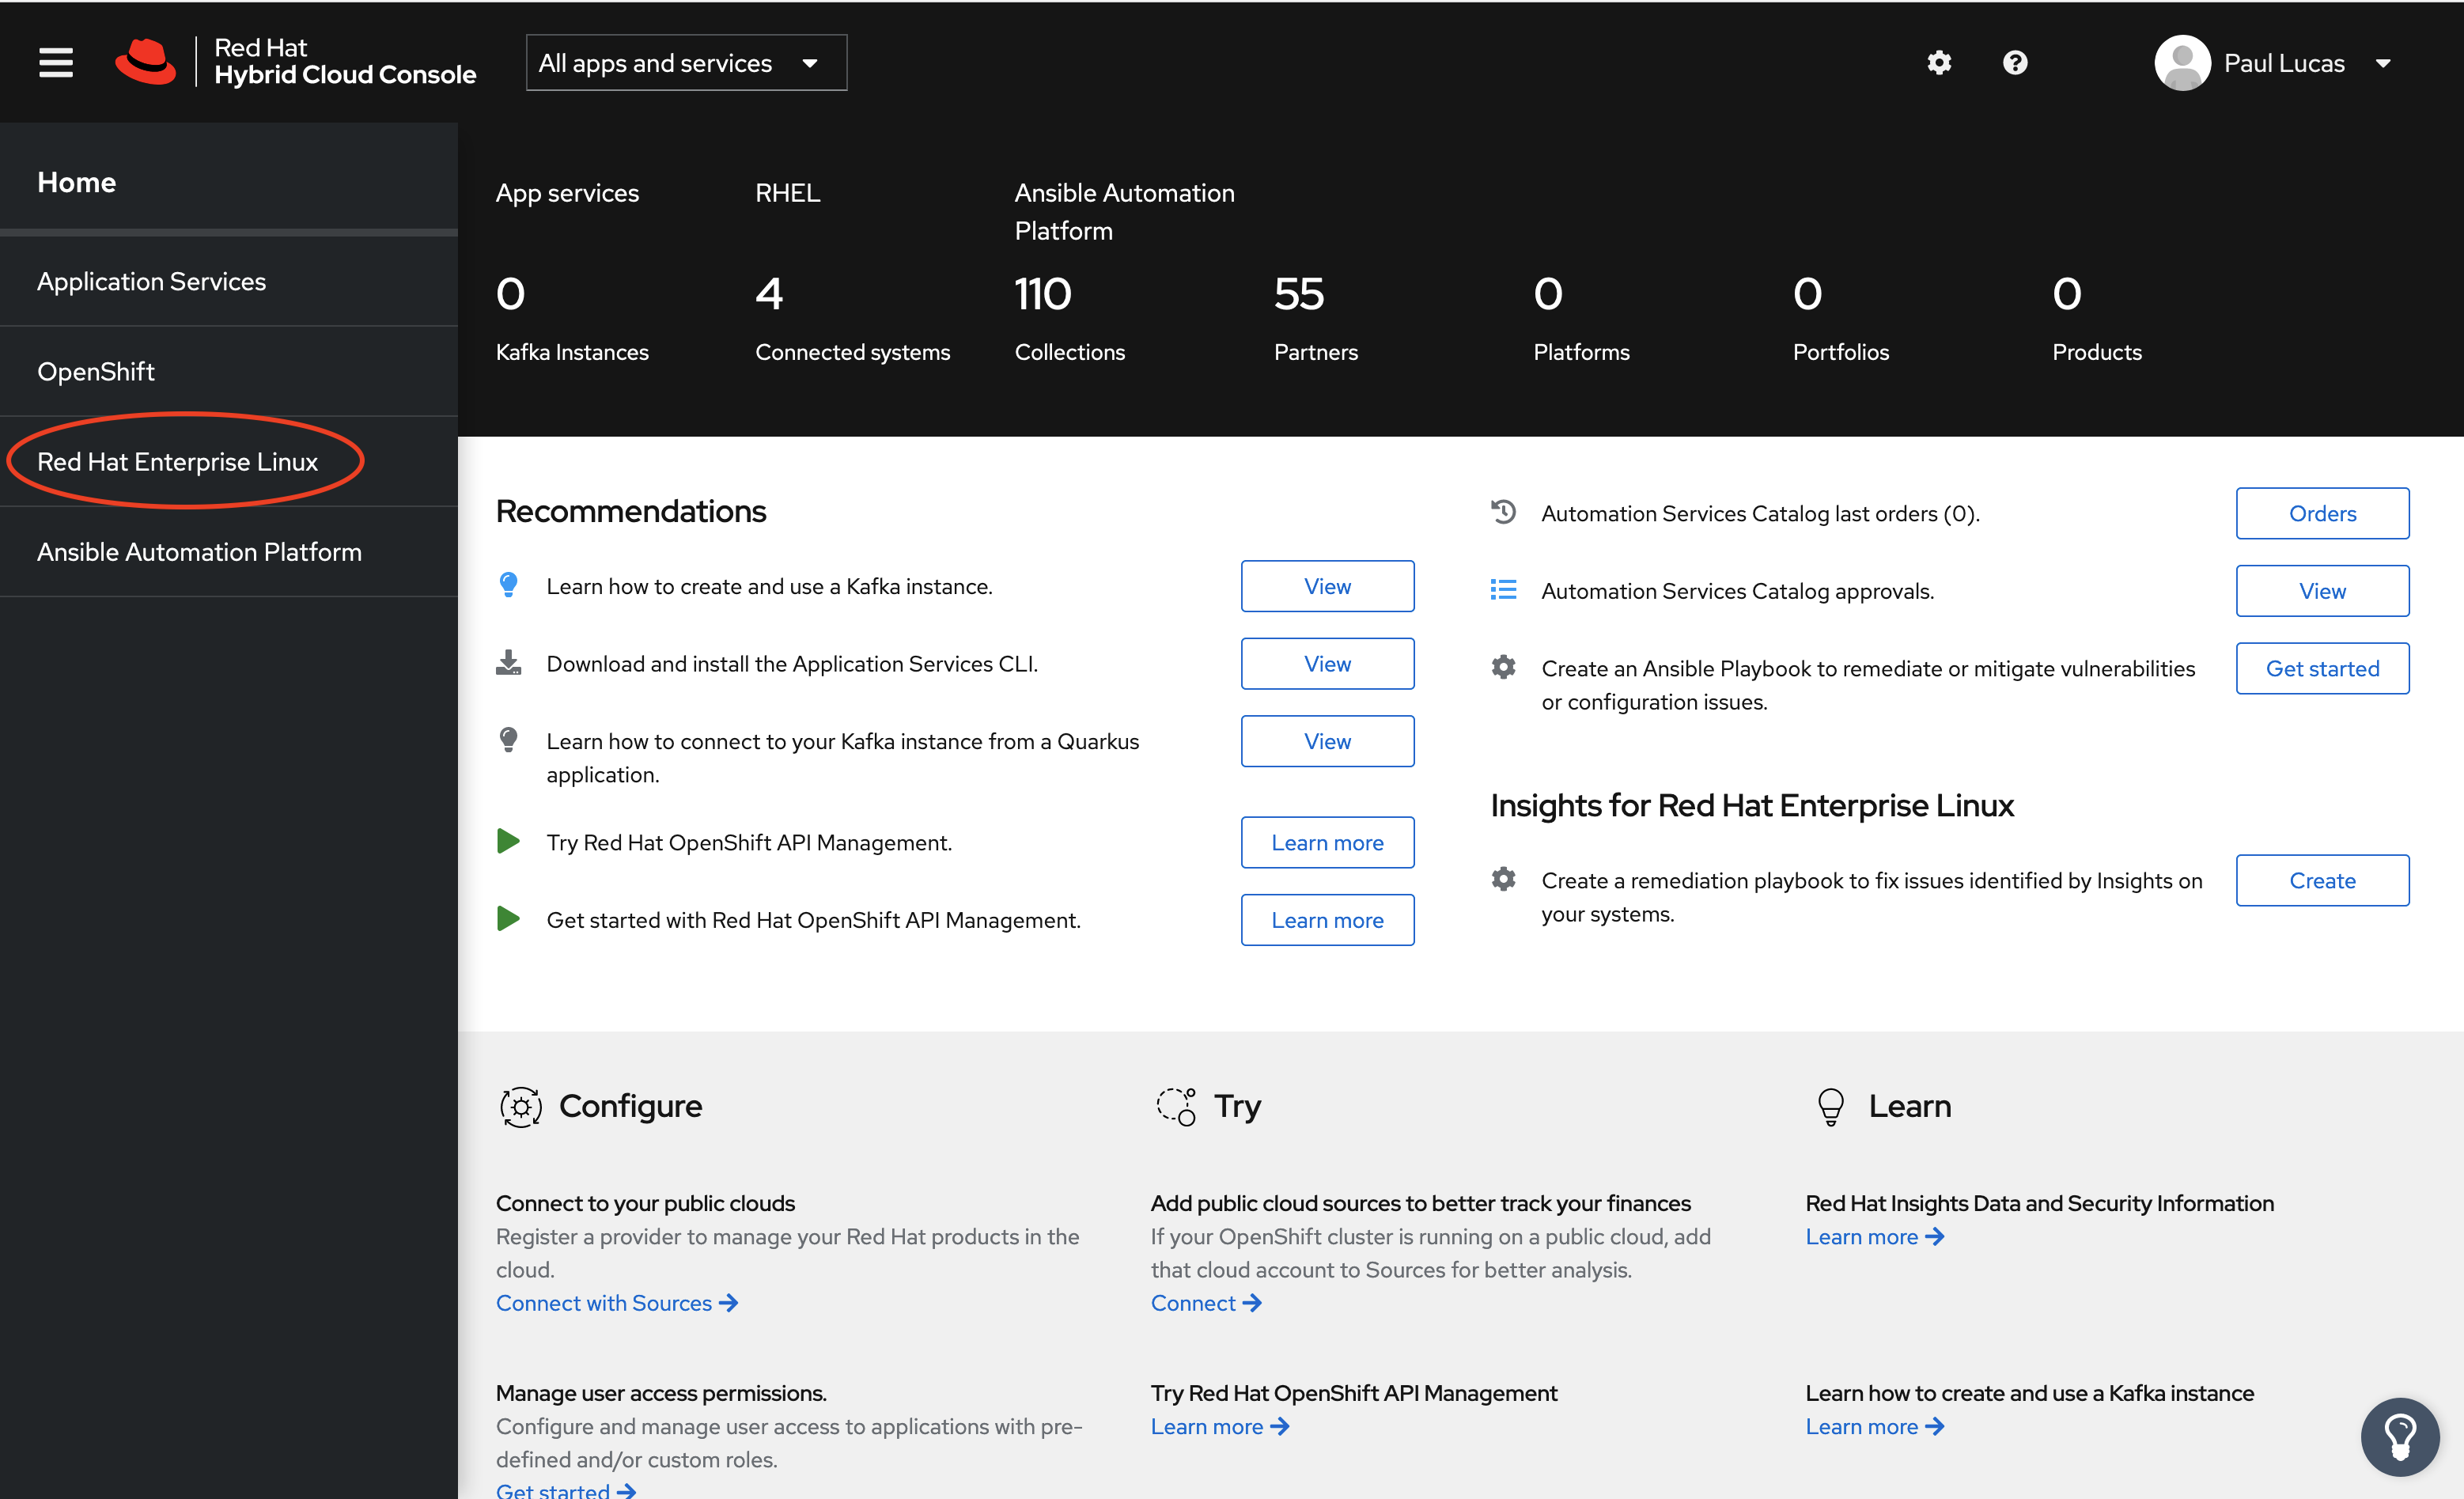 Red Hat
Hybrid Cloud Console
All apps and services
Paul Lucas
Home
Application Services
OpenShift
Red Hat Enterprise Linux
Ansible Automation Platform
App services
RHEL
Ansible Automation
Platform
0
4
110
55
0
0
0
Kafka Instances
Connected systems
Collections
Partners
Platforms
Portfolios
Products
Recommendations
Learn how to create and use a Kafka instance.
View
Download and install the Application Services CLI.
View
Learn how to connect to your Kafka instance from a Quarkus
application.
View
Try Red Hat OpenShift API Management.
Learn more
Get started with Red Hat OpenShift API Management.
Learn more
Automation Services Catalog last orders (0).
Orders
Automation Services Catalog approvals.
View
Create an Ansible Playbook to remediate or mitigate vulnerabilities
or configuration issues.
Get started
Insights for Red Hat Enterprise Linux
Create a remediation playbook to fix issues identified by Insights on
your systems.
Create
Configure
Connect to your public clouds
Register a provider to manage your Red Hat products in the
cloud.
Connect with Sources
Manage user access permissions.
Configure and manage user access to applications with pre-
defined and/or custom roles.
Get started
Try
Add public cloud sources to better track your finances
If your OpenShift cluster is running on a public cloud, add
that cloud account to Sources for better analysis.
Connect
Try Red Hat OpenShift API Management
Learn more
Learn
Red Hat Insights Data and Security Information
Learn more
Learn how to create and use a Kafka instance
Learn more